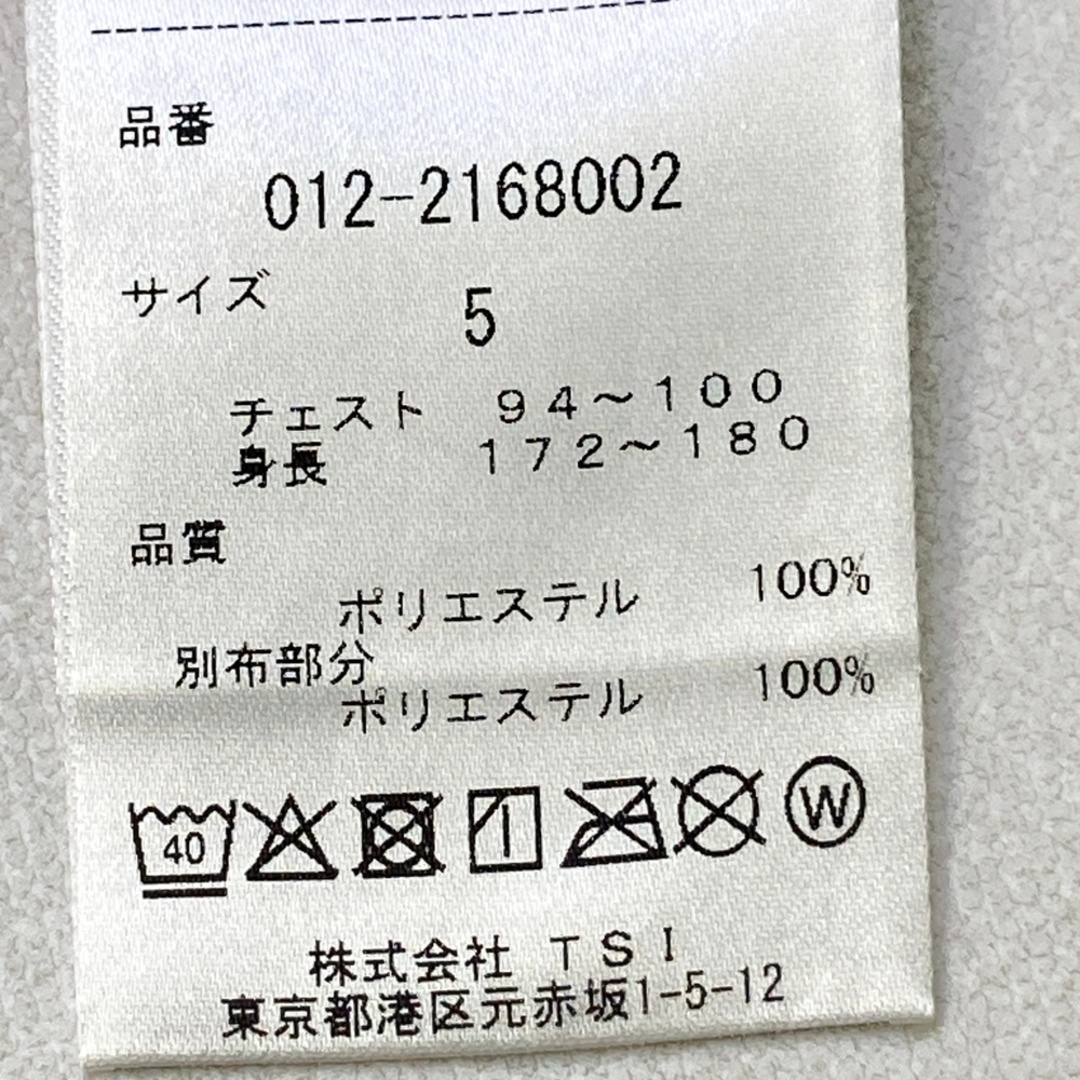 品番
012-2168002
サイズ
5
チェスト 94〜100
身長 172〜180
品質
ポリエステル 100%
別布部分
ポリエステル 100%
40 W
株式会社 TSI
東京都港区元赤坂1-5-12